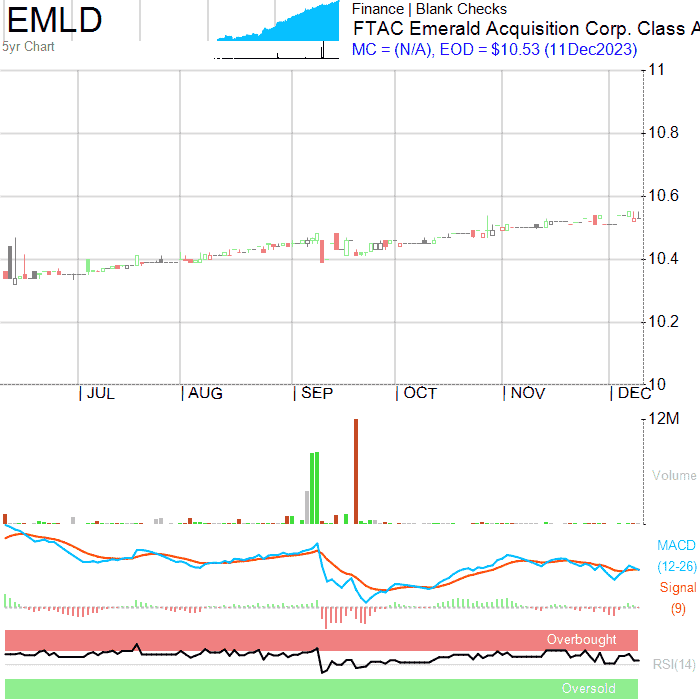 EMLD
5yr Chart
Finance | Blank Checks
FTAC Emerald Acquisition Corp. Class A
MC = (N/A), EOD = $10.53 (11Dec2023)
11
10.8
10.6
10.4
10.2
10
| JUL
| AUG
| SEP
| OCT
| NOV
| DEC
12M
Volume
MACD
(12-26)
Signal
(9)
Overbought
RSI(14)
Oversold